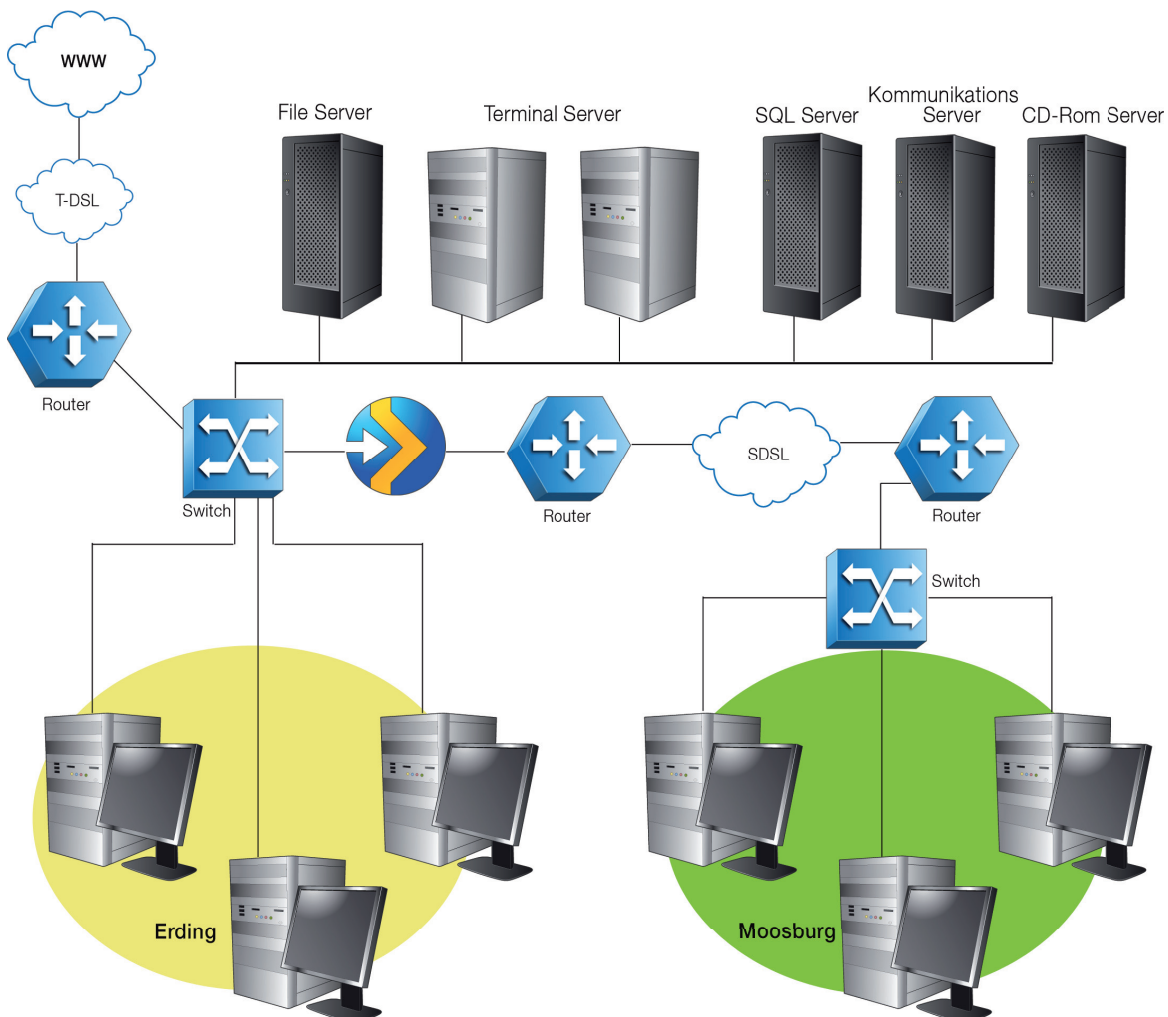 WWW
T-DSL
Router
File Server
Terminal Server
SQL Server
Kommunikations
Server
CD-Rom Server
Switch
Router
SDSL
Router
Switch
Erding
Moosburg